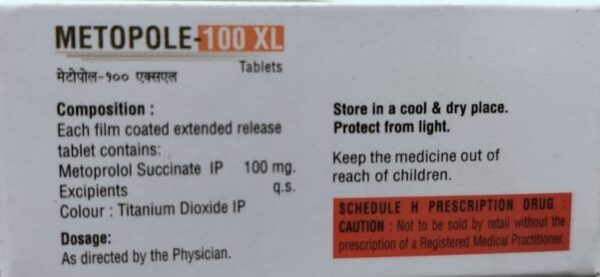 METOPOLE-100 XL
Tablets
मेटोपोल-१०० एक्सएल
Composition :
Each film coated extended release
tablet contains:
Metoprolol Succinate IP 100 mg.
Excipients q.s.
Colour : Titanium Dioxide IP
Dosage:
As directed by the Physician.
Store in a cool & dry place.
Protect from light.
Keep the medicine out of
reach of children.
SCHEDULE H PRESCRIPTION DRUG :
CAUTION : Not to be sold by retail without the
prescription of a Registered Medical Practitioner.